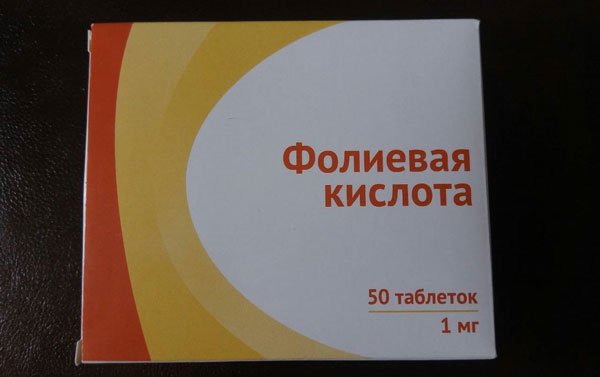 Фолиевая
кислота
50 таблеток
1 мг